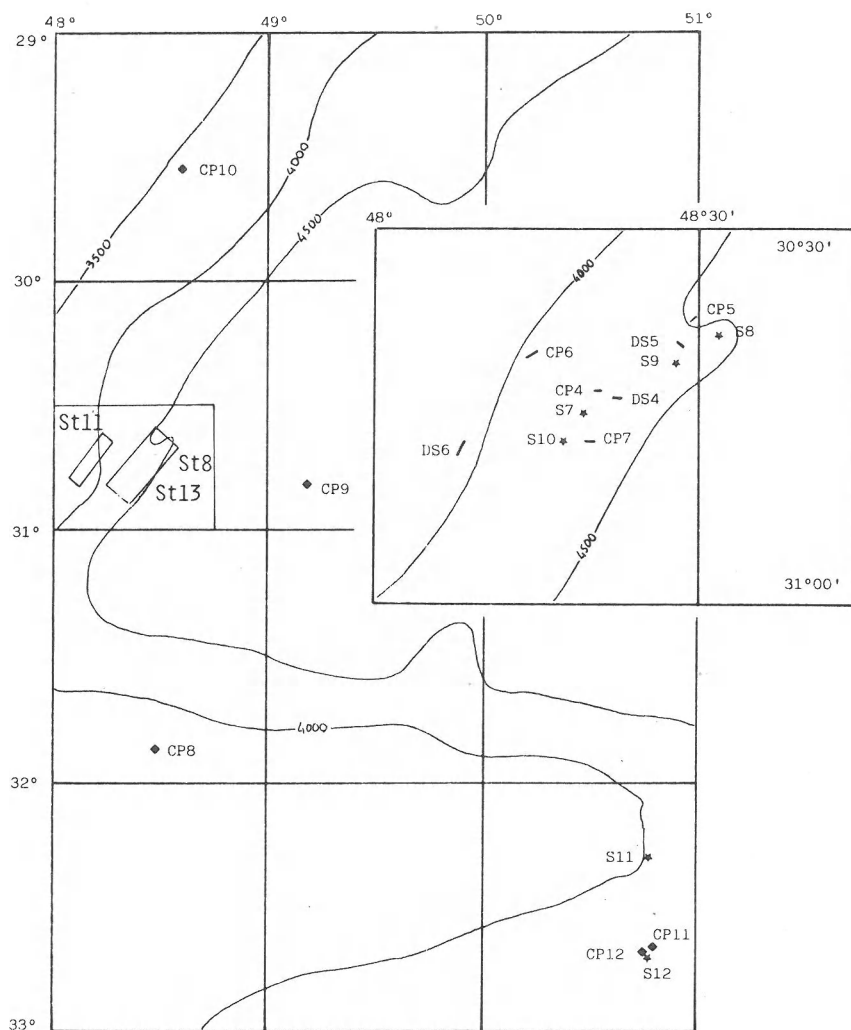 48° 49° 50° 51°
29°
4000
CP10
4500
3500
48° 48°30'
30°30'
4000
30°
CP5
S8
DS5
CP6
S9
CP4
DS4
S7
St11
S10
CP7
DS6
St8
CP9
St13
31°
4500
31°00'
4000
CP8
32°
S11
CP11
CP12
S12
33°